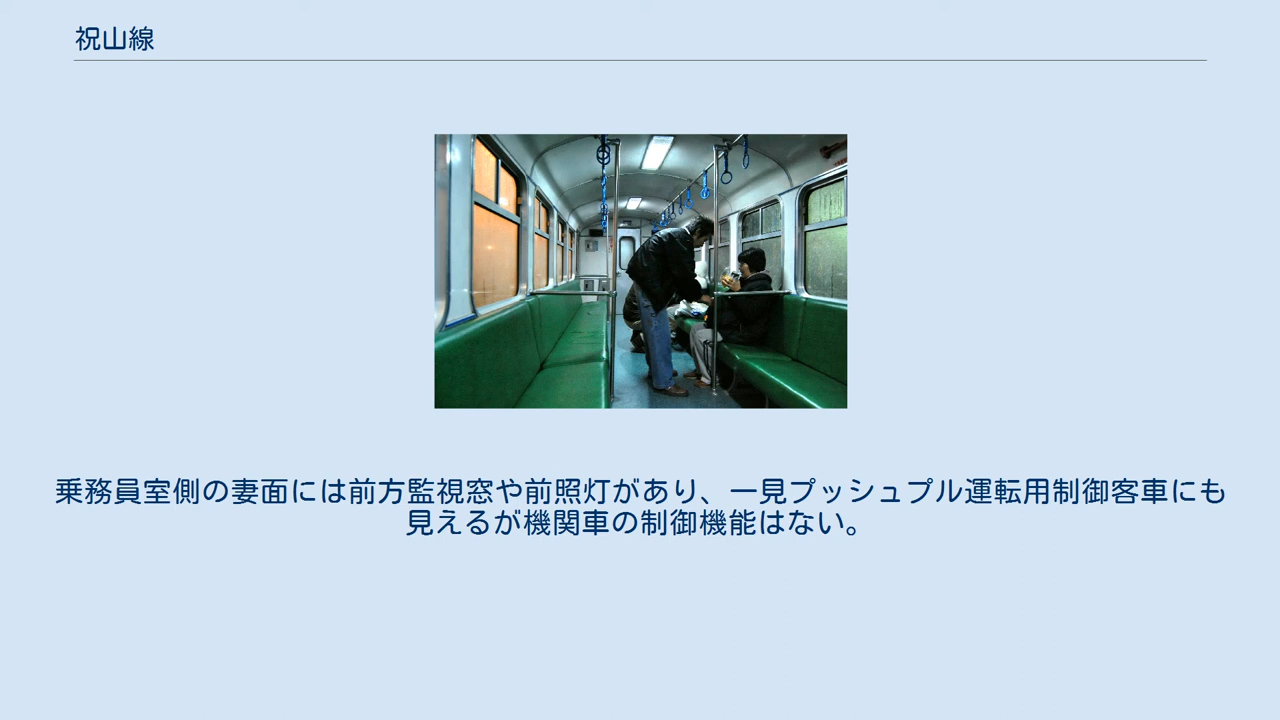 祝山線
乗務員室側の妻面には前方監視窓や前照灯があり、一見プッシュプル運転用制御客車にも
見えるが機関車の制御機能はない。